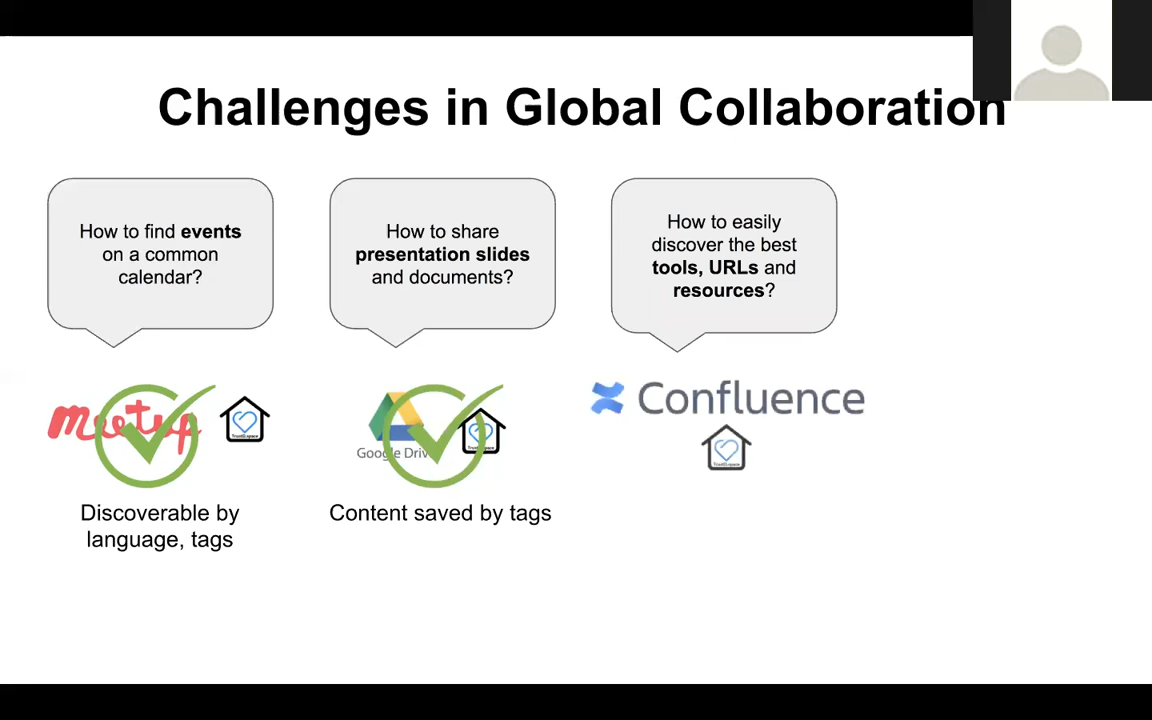 Challenges in Global Collaboration
How to find events
on a common
calendar?
How to share
presentation slides
and documents?
How to easily
discover the best
tools, URLs and
resources?
meetup
Google Driv
Confluence
Discoverable by
language, tags
Content saved by tags